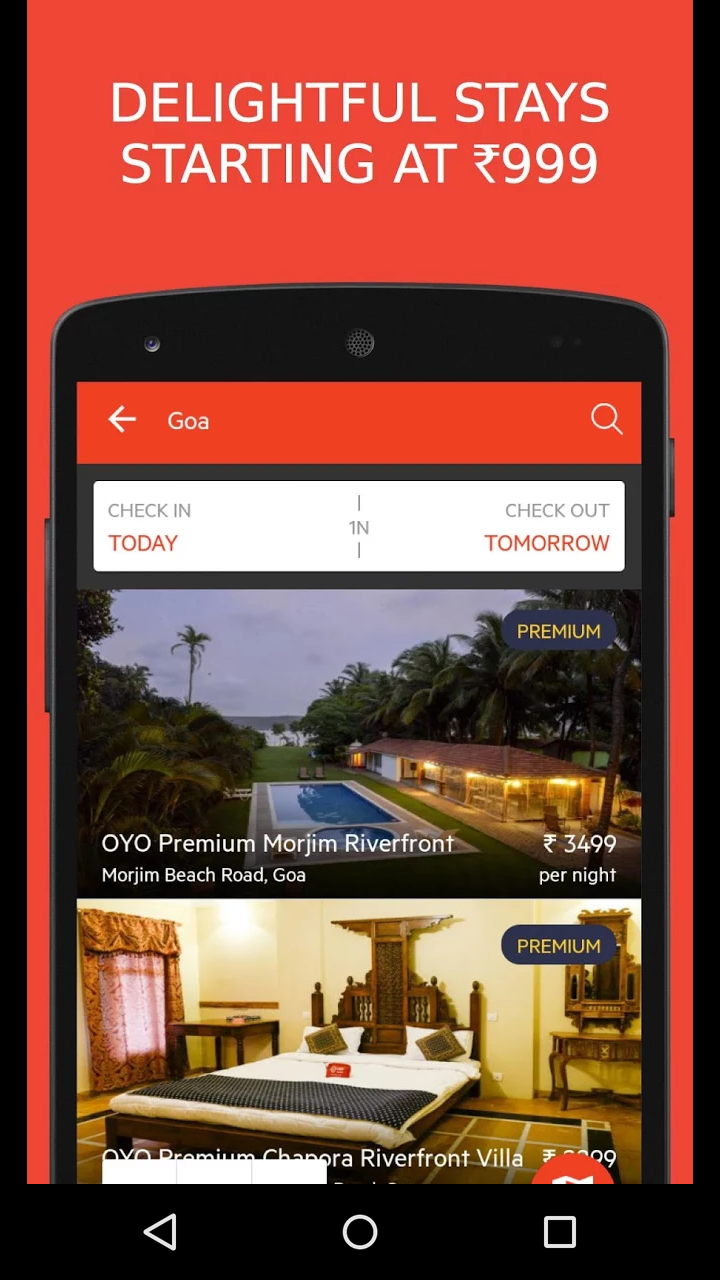 DELIGHTFUL STAYS
STARTING AT ₹999
Goa
CHECK IN
TODAY
1N
CHECK OUT
TOMORROW
PREMIUM
OYO Premium Morjim Riverfront
₹ 3499
Morjim Beach Road, Goa
per night
PREMIUM
OYO Premium Chapora Riverfront Villa